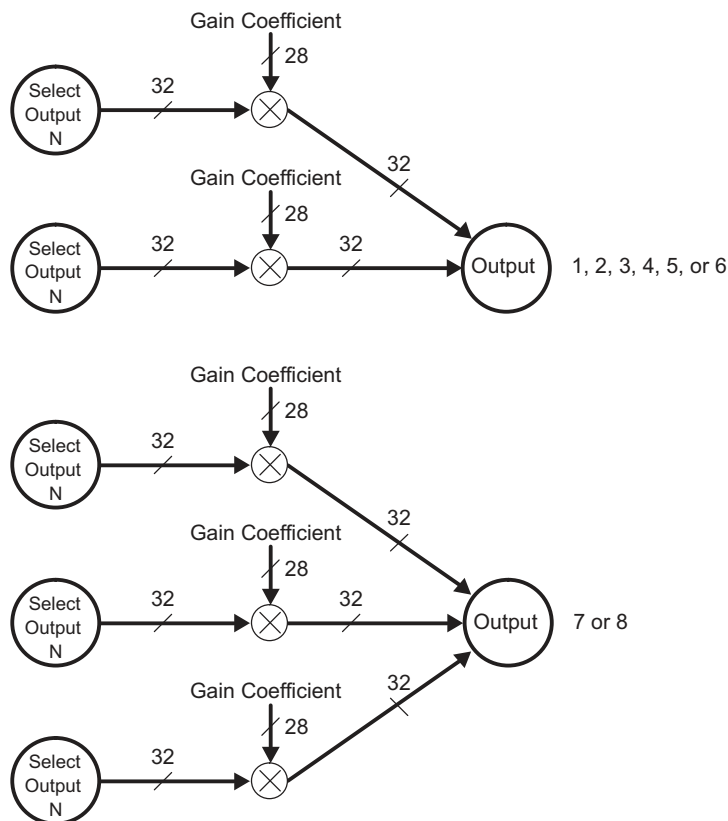 Gain Coefficient
28
32
Select
Output
N
32
Gain Coefficient
28
32
32
Select
Output
N
Output
1, 2, 3, 4, 5, or 6
Gain Coefficient
28
32
Select
Output
N
32
Gain Coefficient
28
32
32
Select
Output
N
Output
7 or 8
Gain Coefficient
32
28
32
Select
Output
N